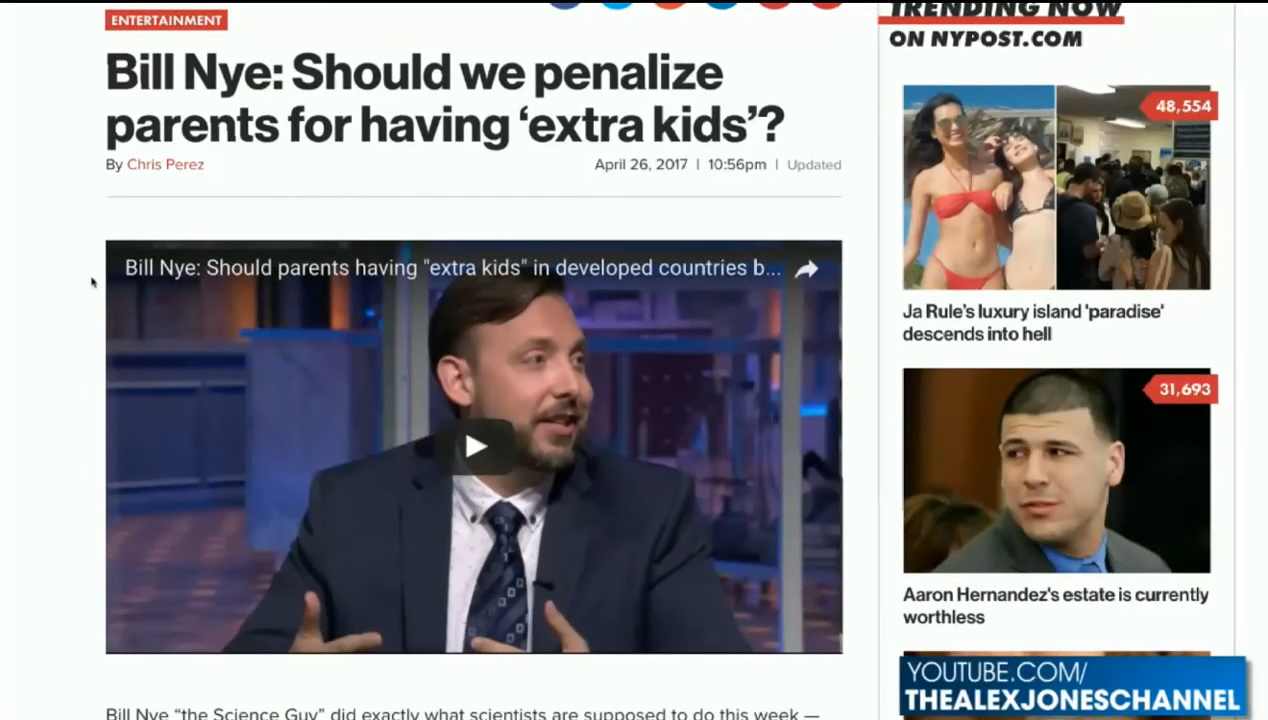 ENTERTAINMENT
Bill Nye: Should we penalize
parents for having ‘extra kids’?
By Chris Perez
April 26, 2017 | 10:56pm | Updated
Bill Nye: Should parents having "extra kids" in developed countries b...
Bill Nye “the Science Guy” did exactly what scientists are supposed to do this week —
TRENDING NOW
ON NYPOST.COM
48,554
Ja Rule’s luxury island ‘paradise’
descends into hell
31,693
Aaron Hernandez’s estate is currently
worthless
YOUTUBE.COM/
THEALEXJONESCHANNEL